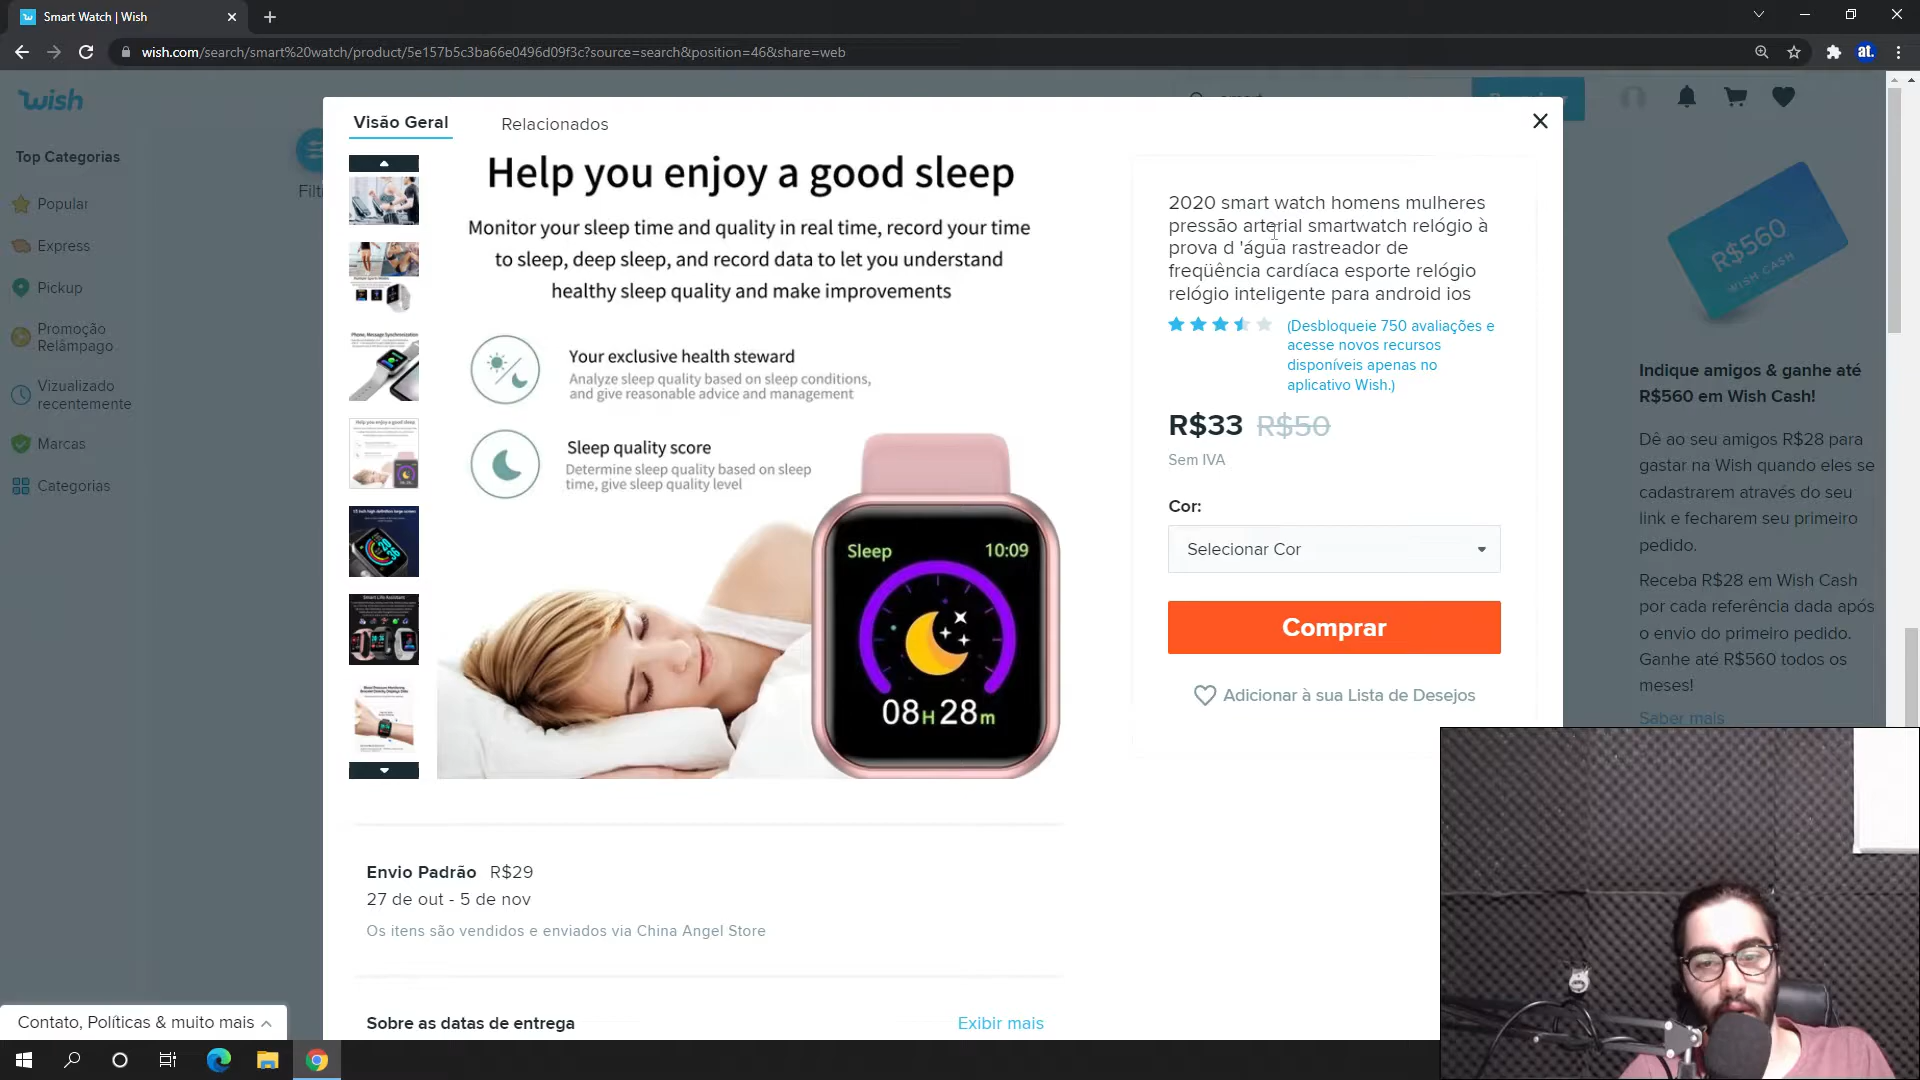 Smart Watch | Wish
wish.com/search/smart%20watch/product/5e157b5c3ba66e0496d09f3c?source=search&position=46&share=web
at.
wish
Top Categorias
Popular
Express
Pickup
Promoção
Relâmpago
Vizualizado
recentemente
Marcas
Categorias
Filt
Visão Geral
Relacionados
Help you enjoy a good sleep
Monitor your sleep time and quality in real time, record your time
to sleep, deep sleep, and record data to let you understand
healthy sleep quality and make improvements
Your exclusive health steward
Analyze sleep quality based on sleep conditions,
and give reasonable advice and management
Sleep quality score
Determine sleep quality based on sleep
time, give sleep quality level
Sleep 10:09
08H 28m
2020 smart watch homens mulheres
pressão arterial smartwatch relógio à
prova d 'água rastreador de
freqüência cardíaca esporte relógio
relógio inteligente para android ios
(Desbloqueie 750 avaliações e
acesse novos recursos
disponíveis apenas no
aplicativo Wish.)
R$33 R$50
Sem IVA
Cor:
Selecionar Cor
Comprar
Adicionar à sua Lista de Desejos
Envio Padrão R$29
27 de out - 5 de nov
Os itens são vendidos e enviados via China Angel Store
Sobre as datas de entrega
Exibir mais
R$560
WISH CASH
Indique amigos & ganhe até
R$560 em Wish Cash!
Dê ao seu amigos R$28 para
gastar na Wish quando eles se
cadastrarem através do seu
link e fecharem seu primeiro
pedido.
Receba R$28 em Wish Cash
por cada referência dada após
o envio do primeiro pedido.
Ganhe até R$560 todos os
meses!
Saber mais
Contato, Políticas & muito mais